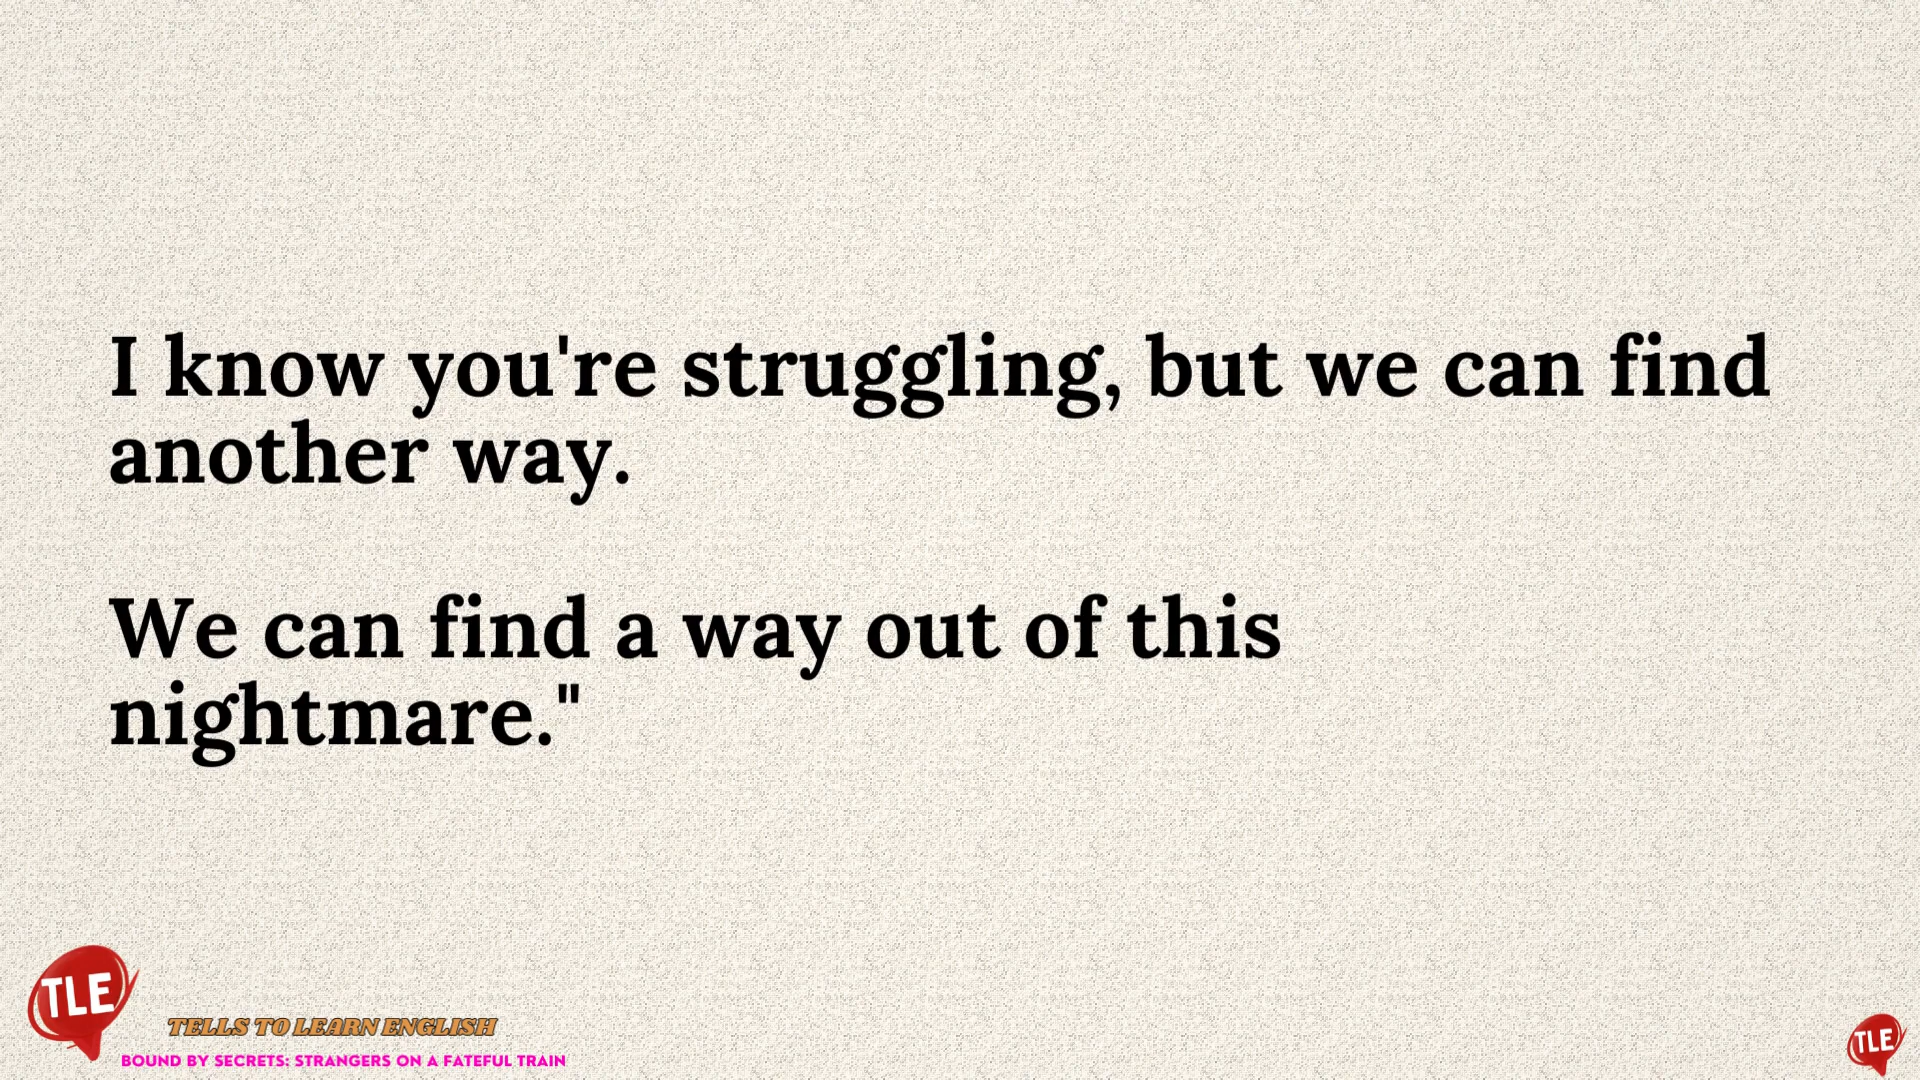 I know you're struggling, but we can find
another way.
We can find a way out of this
nightmare."
TLE
TELLS TO LEARN ENGLISH
BOUND BY SECRETS: STRANGERS ON A FATEFUL TRAIN
TLE